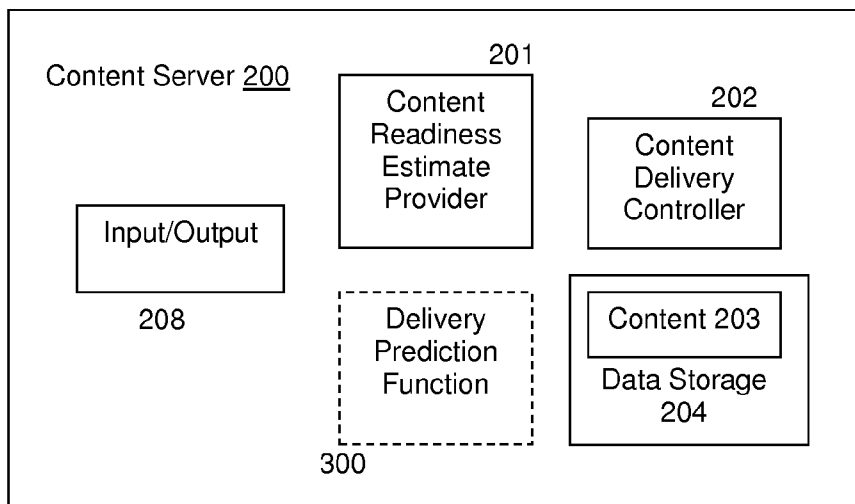 Content Server 200
201
Content
Readiness
Estimate
Provider
202
Content
Delivery
Controller
Input/Output
208
Delivery
Prediction
Function
300
Content 203
Data Storage
204